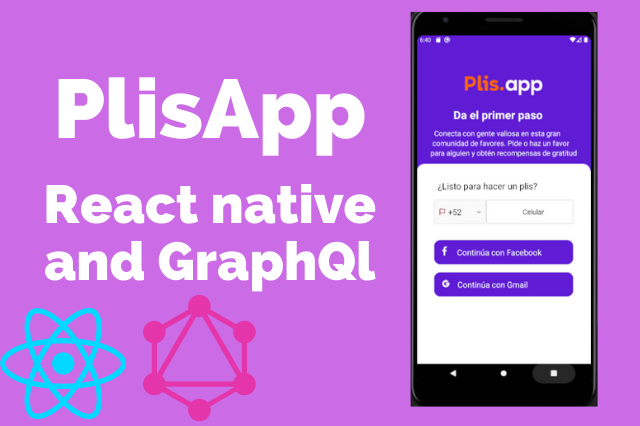 PlisApp
React native
and GraphQl
6:40
Plis.app
Da el primer paso
Conecta con gente valiosa en esta gran
comunidad de favores. Pide o haz un favor
para alguien y obtén recompensas de gratitud
¿Listo para hacer un plis?
+52 Celular
Continúa con Facebook
Continúa con Gmail